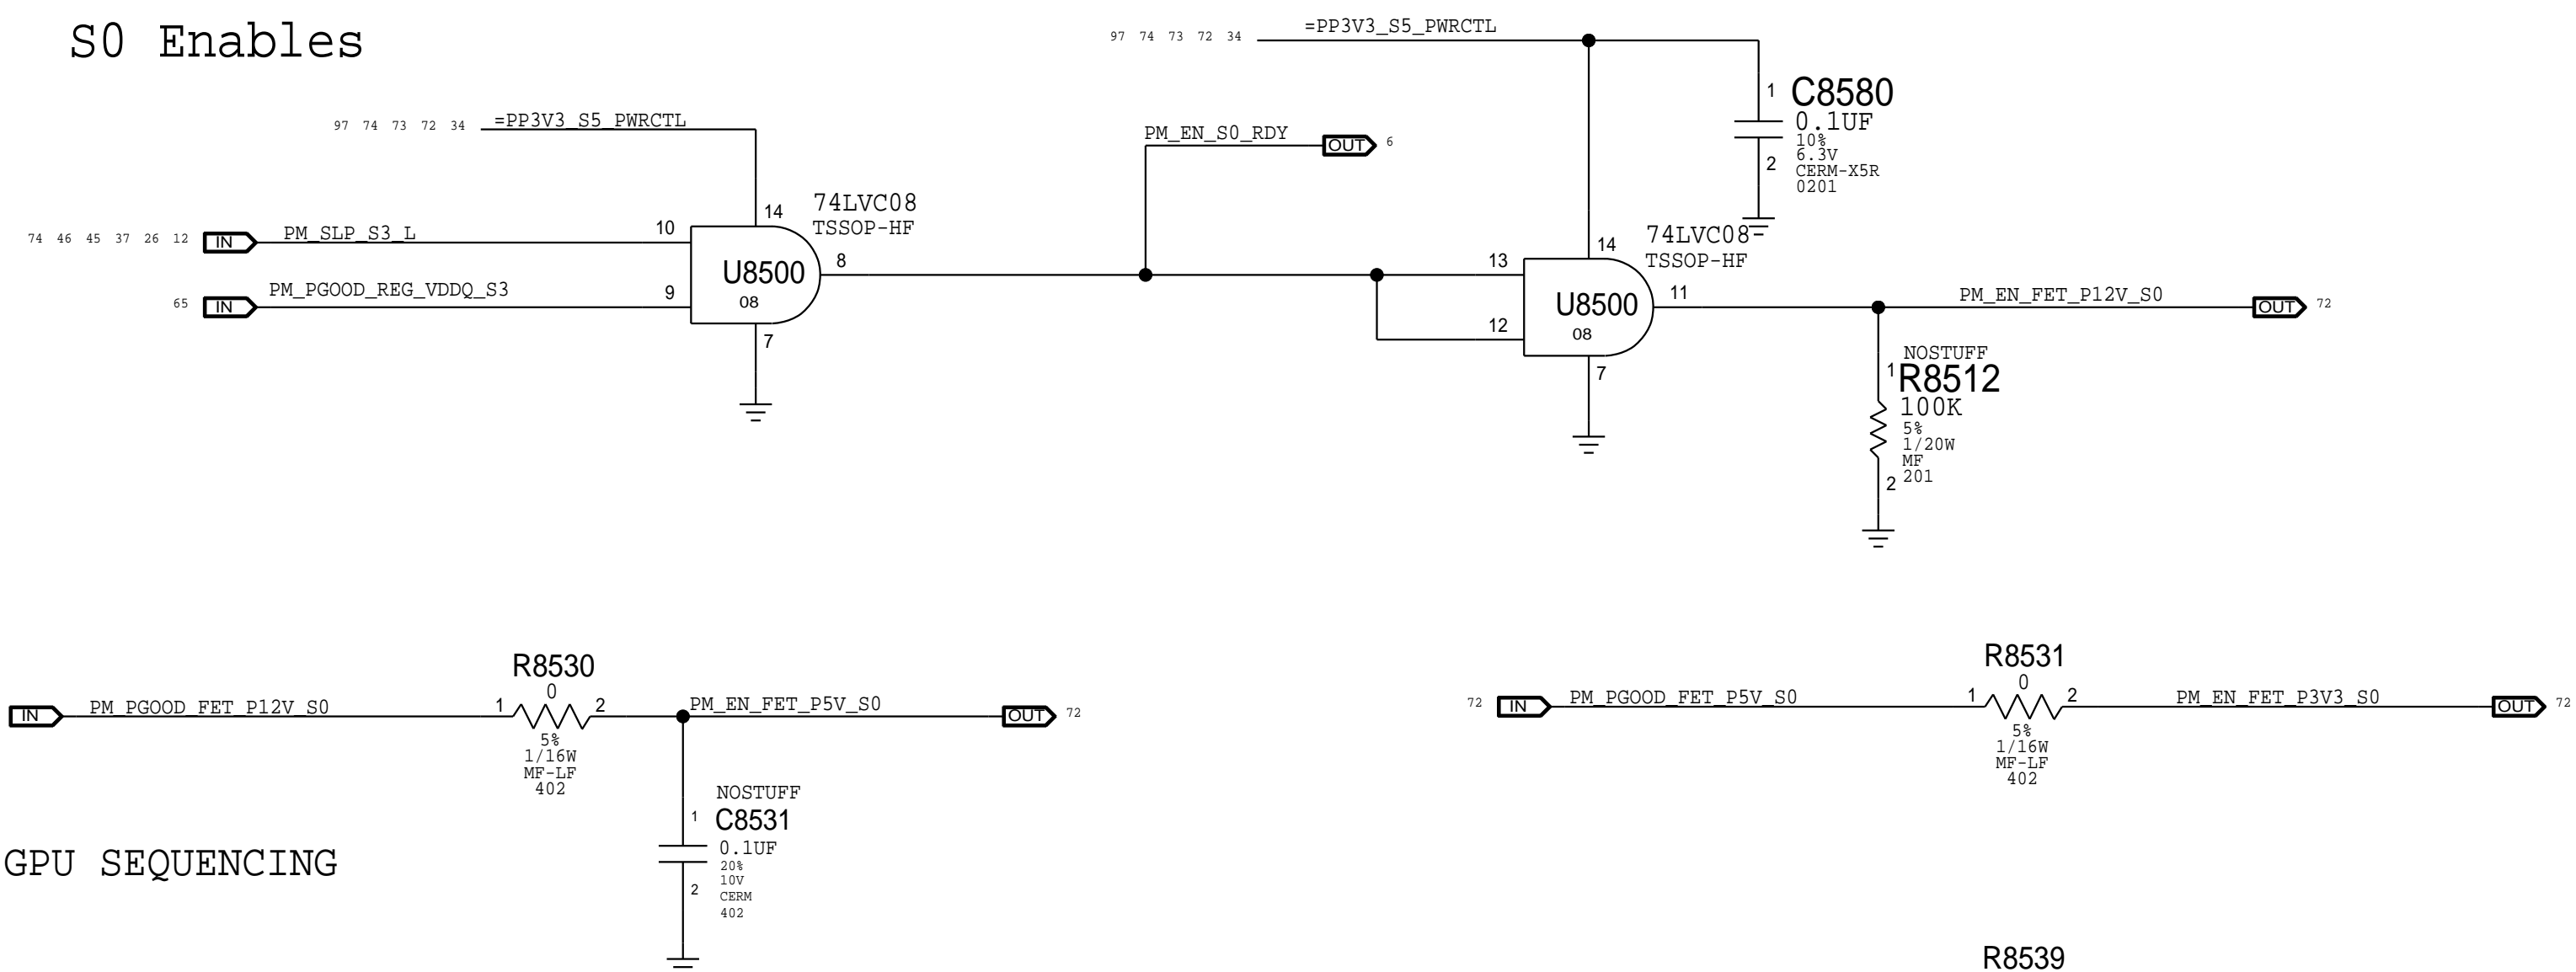 S0 Enables
97 74 73 72 34 =PP3V3_S5_PWRCTL
1 C8580
0.1UF
10%
6.3V
2 CERM-X5R
0201
97 74 73 72 34 =PP3V3_S5_PWRCTL
PM_EN_S0_RDY OUT 6
14 74LVC08
TSSOP-HF
74 46 45 37 26 12 IN PM_SLP_S3_L 10
U8500 8
08
65 IN PM_PGOOD_REG_VDDQ_S3 9
7
14 74LVC08
TSSOP-HF
13
U8500 11
08
12
7
PM_EN_FET_P12V_S0 OUT 72
NOSTUFF
1 R8512
100K
5%
1/20W
MF
2 201
R8530
0
IN PM_PGOOD_FET_P12V_S0 1 2 PM_EN_FET_P5V_S0 OUT 72
5%
1/16W
MF-LF
402
R8531
0
72 IN PM_PGOOD_FET_P5V_S0 1 2 PM_EN_FET_P3V3_S0 OUT 72
5%
1/16W
MF-LF
402
NOSTUFF
1 C8531
0.1UF
20%
10V
2 CERM
402
GPU SEQUENCING
R8539